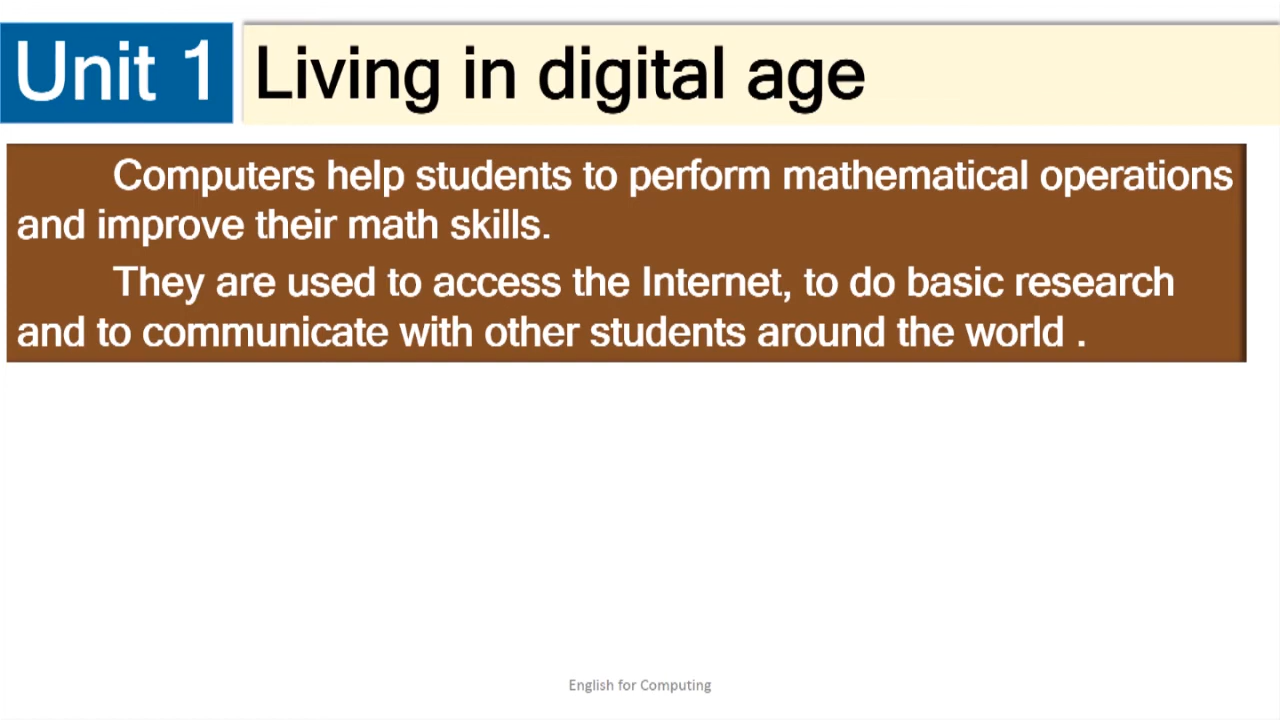 Unit 1 Living in digital age
Computers help students to perform mathematical operations
and improve their math skills.
They are used to access the Internet, to do basic research
and to communicate with other students around the world .
English for Computing